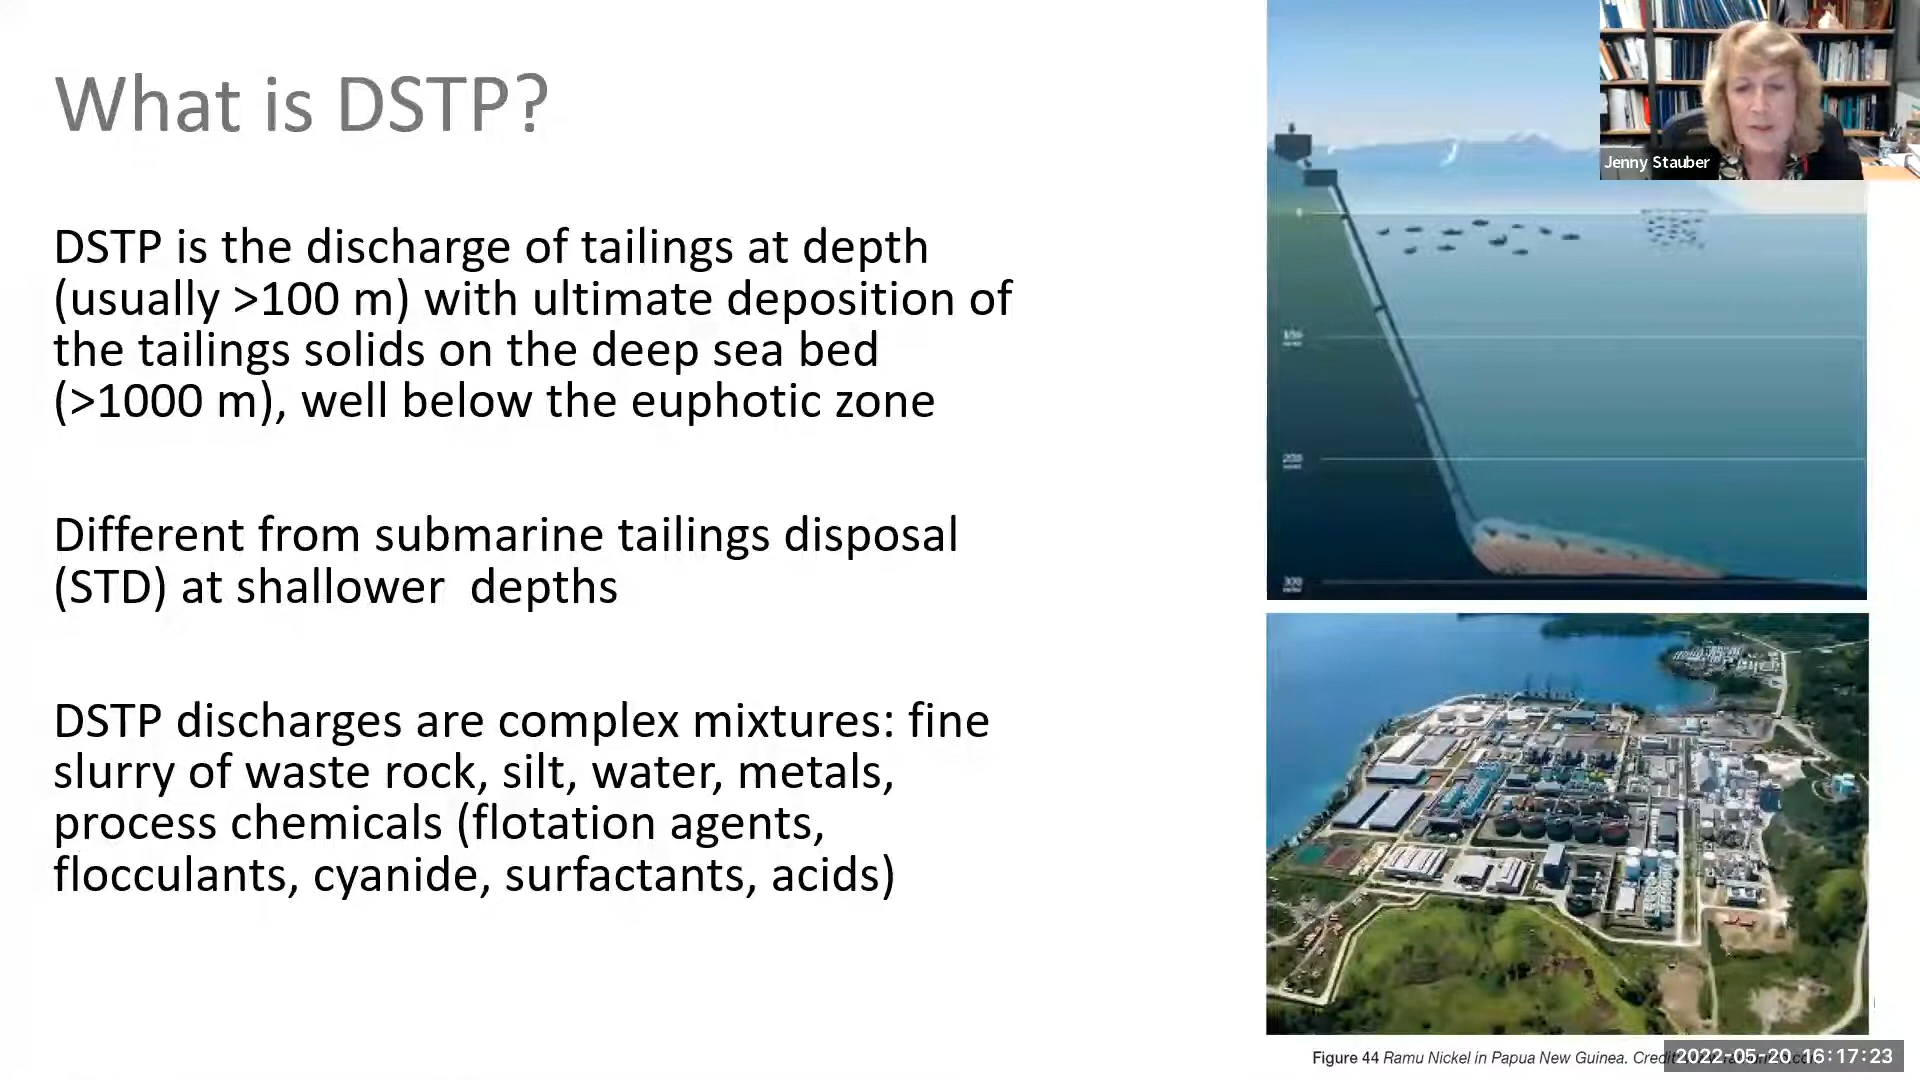 What is DSTP?
DSTP is the discharge of tailings at depth
(usually >100 m) with ultimate deposition of
the tailings solids on the deep sea bed
(>1000 m), well below the euphotic zone
Different from submarine tailings disposal
(STD) at shallower depths
DSTP discharges are complex mixtures: fine
slurry of waste rock, silt, water, metals,
process chemicals (flotation agents,
flocculants, cyanide, surfactants, acids)
Jenny Stauber
0
Figure 44 Ramu Nickel in Papua New Guinea. Credit
2022-05-20 16:17:23